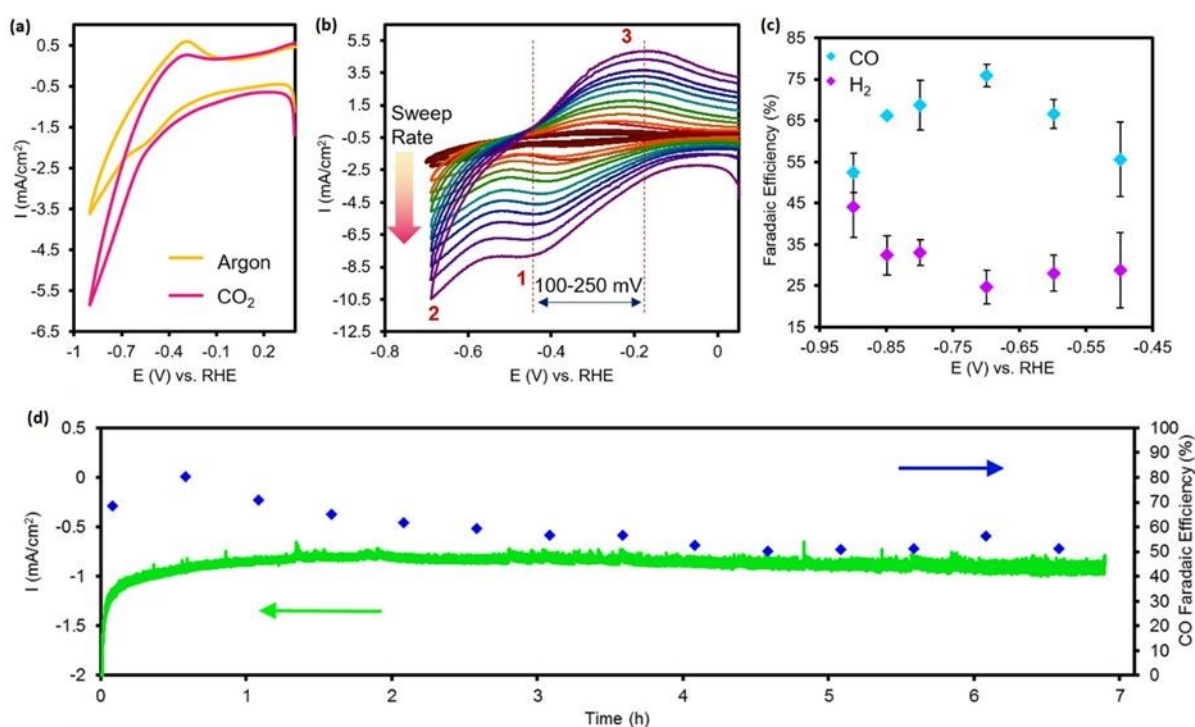 (a)
0.5
-0.5
-1.5
-2.5
-3.5
-4.5
-5.5
-6.5
I (mA/cm²)
Argon
CO₂
-1 -0.7 -0.4 -0.1 0.2
E (V) vs. RHE
(b)
5.5
3.5
1.5
-0.5
-2.5
-4.5
-6.5
-8.5
-10.5
-12.5
I (mA/cm²)
3
Sweep
Rate
1
100-250 mV
2
-0.8 -0.6 -0.4 -0.2 0
E (V) vs. RHE
(c)
85
75
65
55
45
35
25
15
Faradaic Efficiency (%)
CO
H₂
-0.95 -0.85 -0.75 -0.65 -0.55 -0.45
E (V) vs. RHE
(d)
0.5
0
-0.5
-1
-1.5
-2
I (mA/cm²)
100
90
80
70
60
50
40
30
20
10
0
CO Faradaic Efficiency (%)
0 1 2 3 4 5 6 7
Time (h)